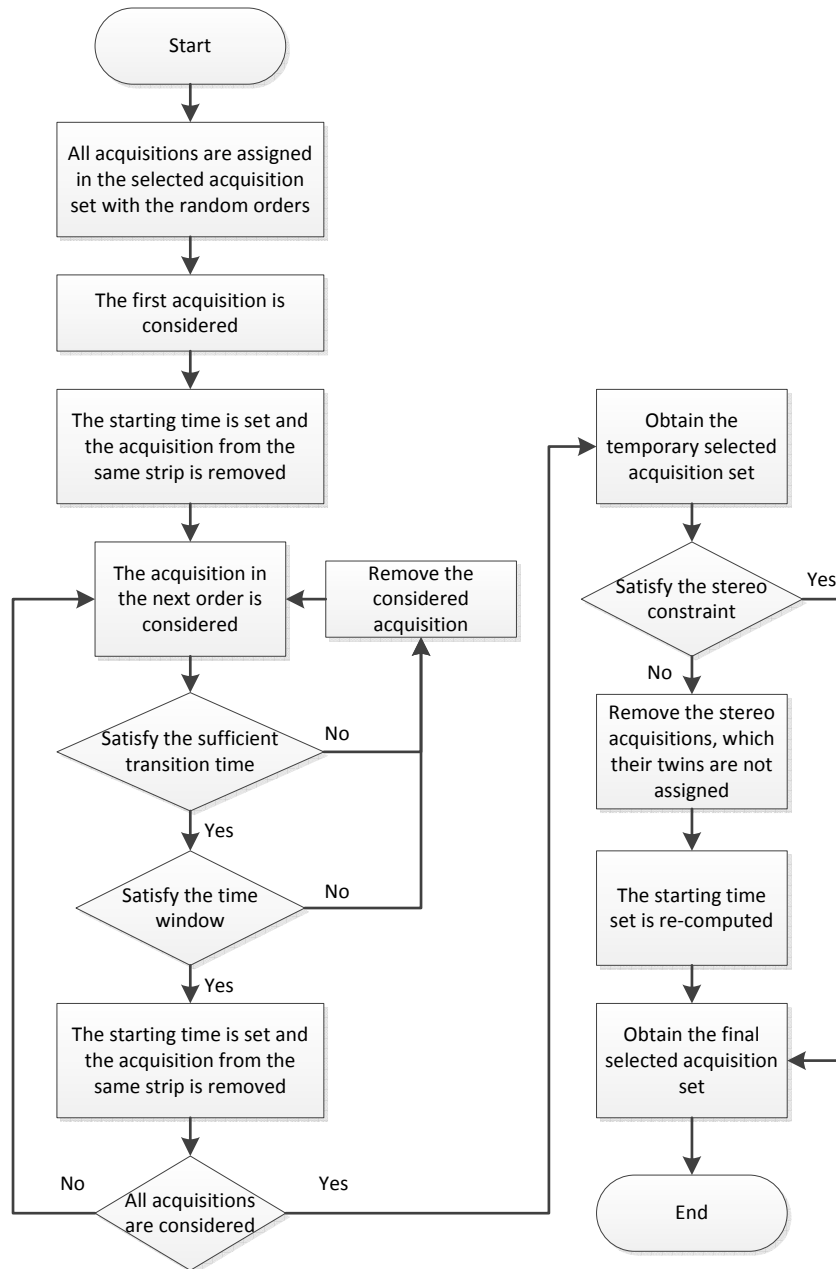 Start
All acquisitions are assigned
in the selected acquisition
set with the random orders
The first acquisition is
considered
The starting time is set and
the acquisition from the
same strip is removed
The acquisition in
the next order is
considered
Remove the
considered
acquisition
Satisfy the sufficient
transition time
No
Yes
Satisfy the time
window
No
Yes
The starting time is set and
the acquisition from the
same strip is removed
All acquisitions
are considered
No
Yes
Obtain the
temporary selected
acquisition set
Satisfy the stereo
constraint
Yes
No
Remove the stereo
acquisitions, which
their twins are not
assigned
The starting time
set is re-computed
Obtain the final
selected acquisition
set
End